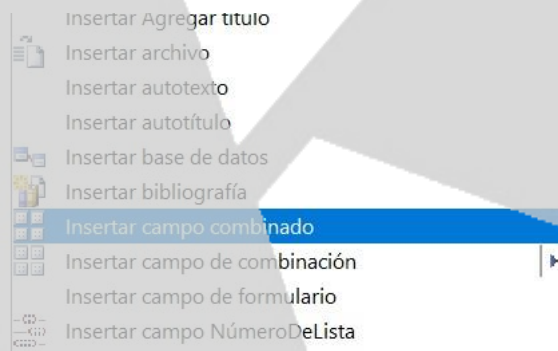 Insertar Agregar título
Insertar archivo
Insertar autotexto
Insertar autotítulo
Insertar base de datos
Insertar bibliografía
Insertar campo combinado
Insertar campo de combinación
Insertar campo de formulario
Insertar campo NúmeroDeLista